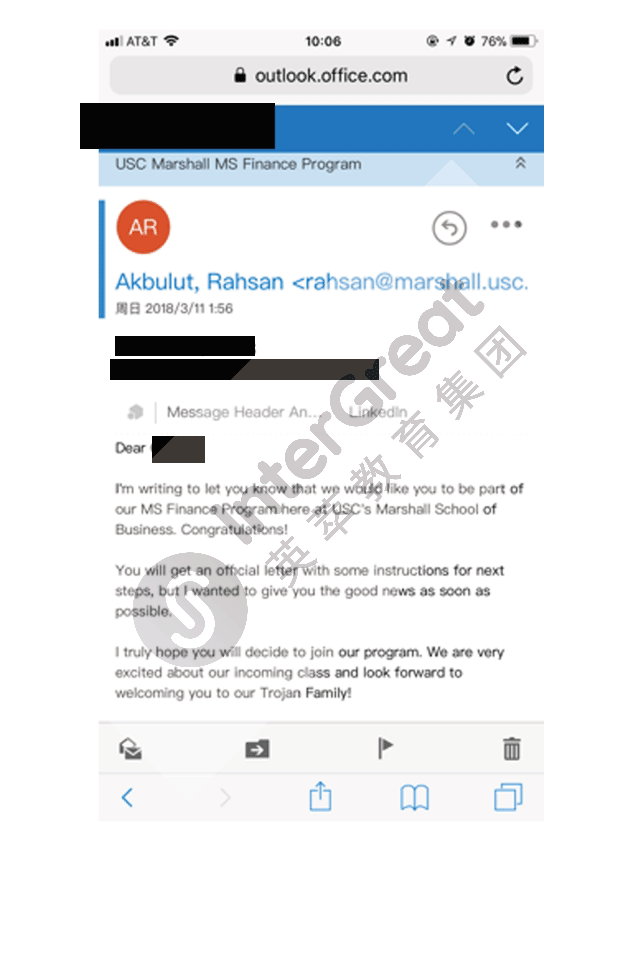 AT&T 10:06 76%
outlook.office.com
USC Marshall MS Finance Program
AR
Akbulut, Rahsan <rahsan@marshall.usc.
周日 2018/3/11 1:56
Message Header An... LinkedIn
Dear
I'm writing to let you know that we would like you to be part of
our MS Finance Program here at USC's Marshall School of
Business. Congratulations!
You will get an official letter with some instructions for next
steps, but I wanted to give you the good news as soon as
possible.
I truly hope you will decide to join our program. We are very
excited about our incoming class and look forward to
welcoming you to our Trojan Family!
InterGreat
英萃教育集团